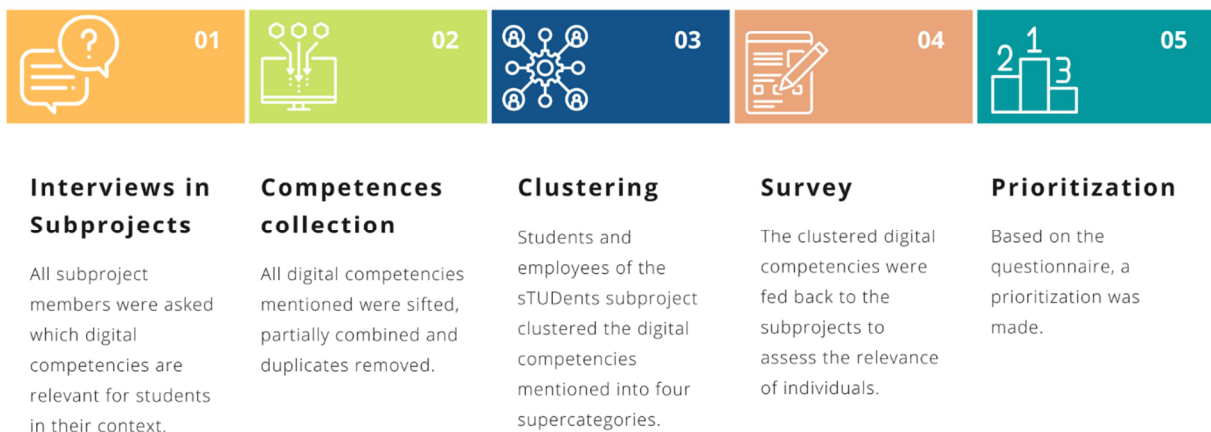 01
02
03
04
05
?
1
2
3
Interviews in
Subprojects
All subproject
members were asked
which digital
competencies are
relevant for students
in their context.
Competences
collection
All digital competencies
mentioned were sifted,
partially combined and
duplicates removed.
Clustering
Students and
employees of the
sTUDents subproject
clustered the digital
competencies
mentioned into four
supercategories.
Survey
The clustered digital
competencies were
fed back to the
subprojects to
assess the relevance
of individuals.
Prioritization
Based on the
questionnaire, a
prioritization was
made.